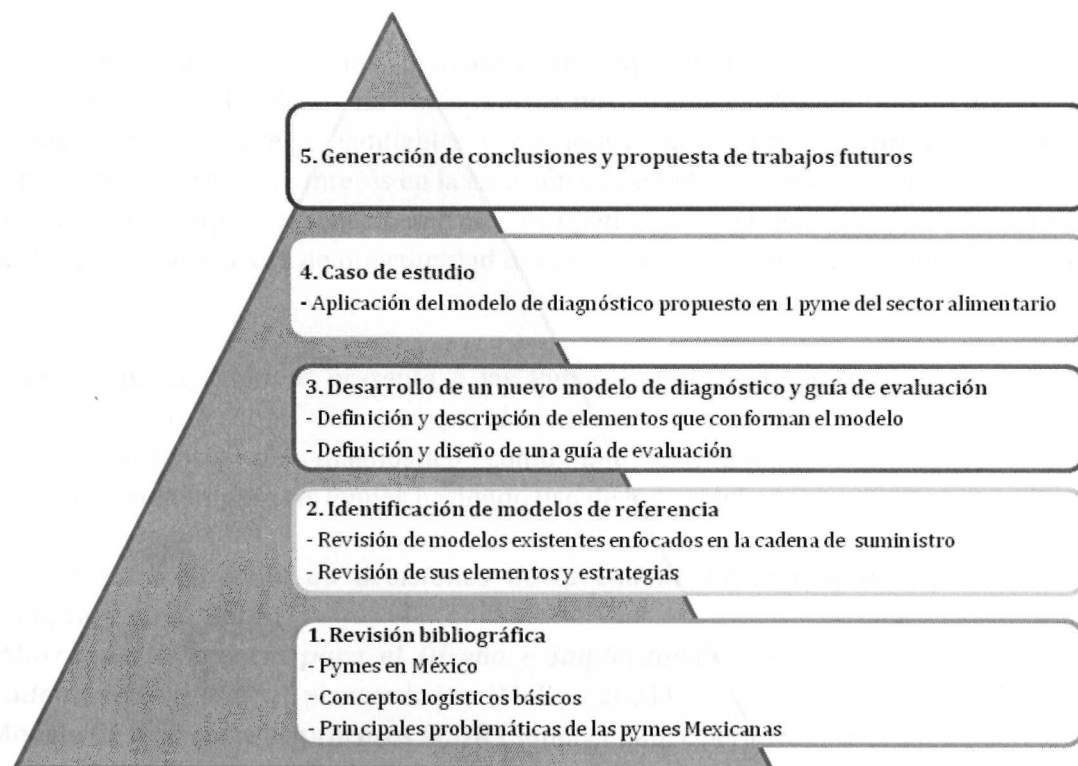 5. Generación de conclusiones y propuesta de trabajos futuros
4. Caso de estudio
- Aplicación del modelo de diagnóstico propuesto en 1 pyme del sector alimentario
3. Desarrollo de un nuevo modelo de diagnóstico y guía de evaluación
- Definición y descripción de elementos que conforman el modelo
- Definición y diseño de una guía de evaluación
2. Identificación de modelos de referencia
- Revisión de modelos existentes enfocados en la cadena de suministro
- Revisión de sus elementos y estrategias
1. Revisión bibliográfica
- Pymes en México
- Conceptos logísticos básicos
- Principales problemáticas de las pymes Mexicanas